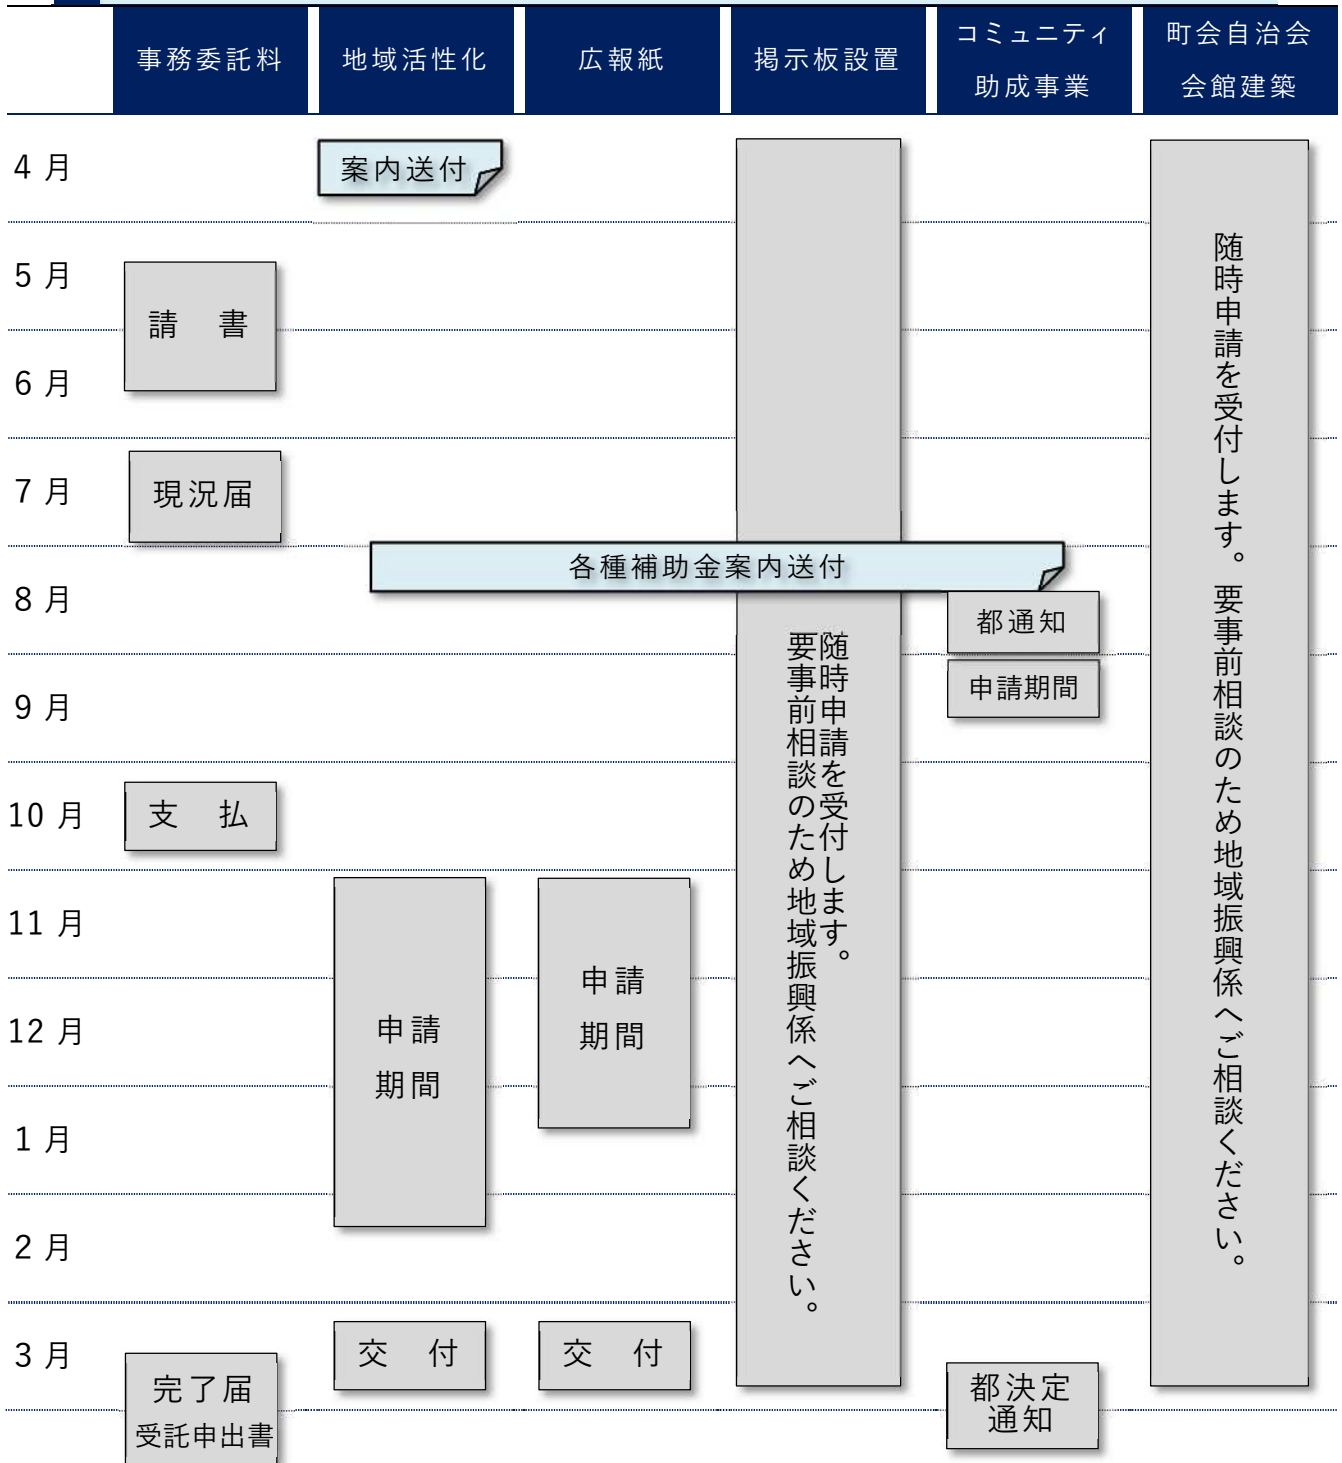 事務委託料
地域活性化
広報紙
掲示板設置
コミュニティ
助成事業
町会自治会
会館建築
4月
案内送付
5月
請　書
6月
7月
現況届
各種補助金案内送付
8月
都通知
9月
申請期間
10月
支　払
11月
12月
1月
2月
3月
申請
期間
申請
期間
随時申請を受付します。
要事前相談のため地域振興係へご相談ください。
随時申請を受付します。要事前相談のため地域振興係へご相談ください。
交　付
交　付
完了届
受託申出書
都決定
通知